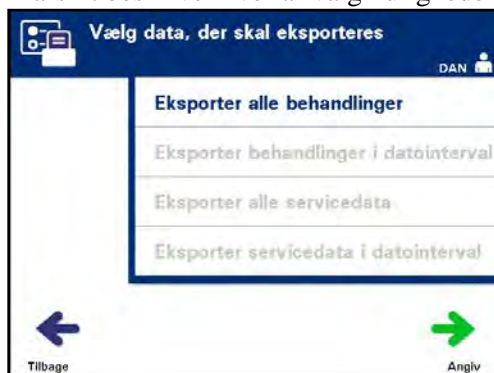 Vælg data, der skal eksporteres
DAN
Eksporter alle behandlinger
Eksporter behandlinger i datointerval
Eksporter alle servicedata
Eksporter servicedata i datointerval
Tilbage
Angiv